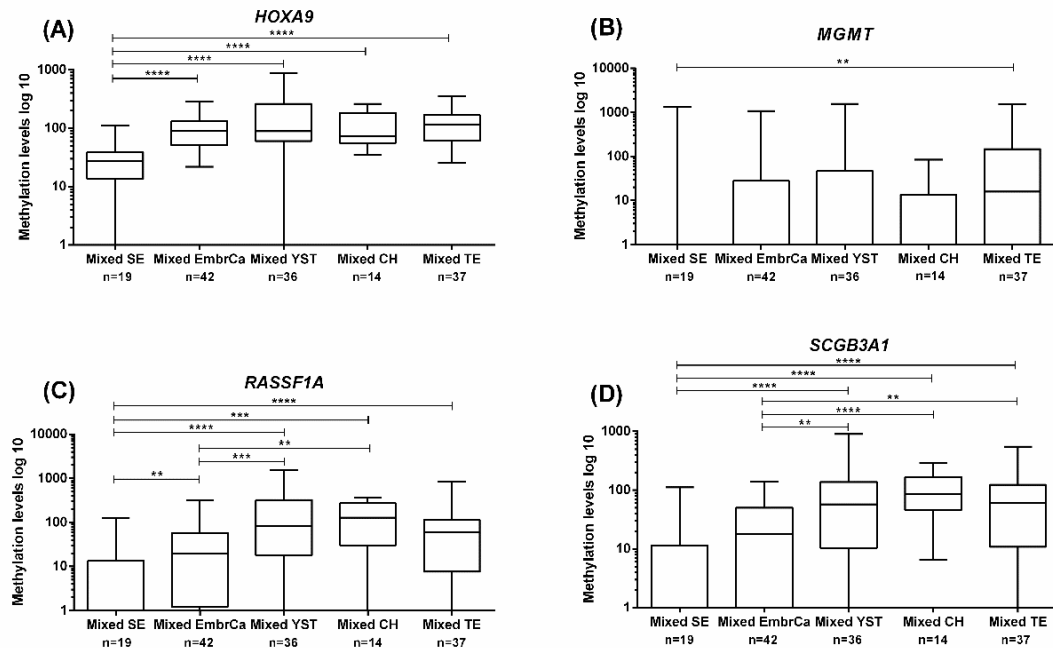 (A)
HOXA9
****
****
****
****
Methylation levels log 10
1000
100
10
1
Mixed SE Mixed EmbrCa Mixed YST Mixed CH Mixed TE
n=19 n=42 n=36 n=14 n=37
(B)
MGMT
**
Methylation levels log 10
10000
1000
100
10
1
Mixed SE Mixed EmbrCa Mixed YST Mixed CH Mixed TE
n=19 n=42 n=36 n=14 n=37
(C)
RASSF1A
****
***
****
**
***
**
Methylation levels log 10
10000
1000
100
10
1
Mixed SE Mixed EmbrCa Mixed YST Mixed CH Mixed TE
n=19 n=42 n=36 n=14 n=37
SCGB3A1
(D)
****
****
****
**
****
**
Methylation levels log 10
1000
100
10
1
Mixed SE Mixed EmbrCa Mixed YST Mixed CH Mixed TE
n=19 n=42 n=36 n=14 n=37